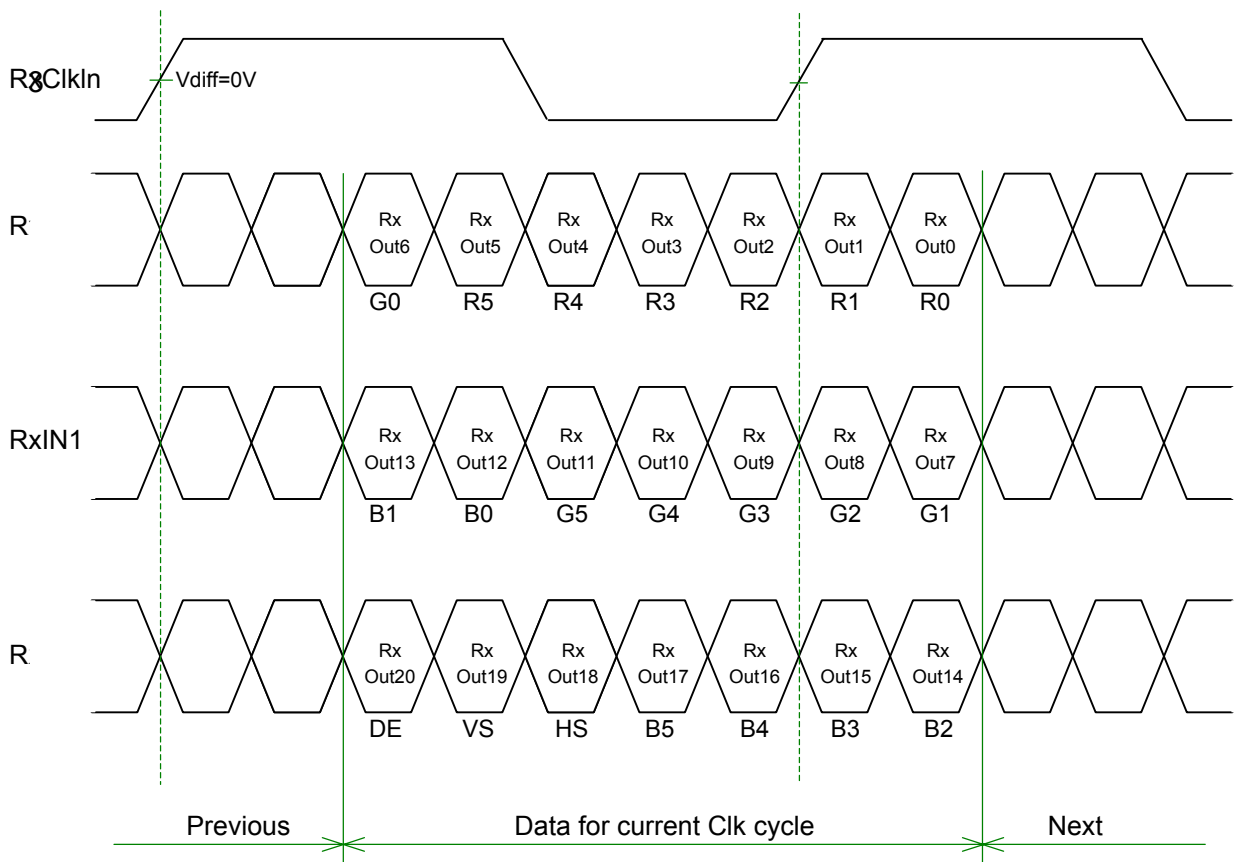 RxClkIn
Vdiff=0V
R
Rx Rx Rx Rx Rx Rx Rx
Out6 Out5 Out4 Out3 Out2 Out1 Out0
G0 R5 R4 R3 R2 R1 R0
RxIN1
Rx Rx Rx Rx Rx Rx Rx
Out13 Out12 Out11 Out10 Out9 Out8 Out7
B1 B0 G5 G4 G3 G2 G1
R
Rx Rx Rx Rx Rx Rx Rx
Out20 Out19 Out18 Out17 Out16 Out15 Out14
DE VS HS B5 B4 B3 B2
Previous Data for current Clk cycle Next